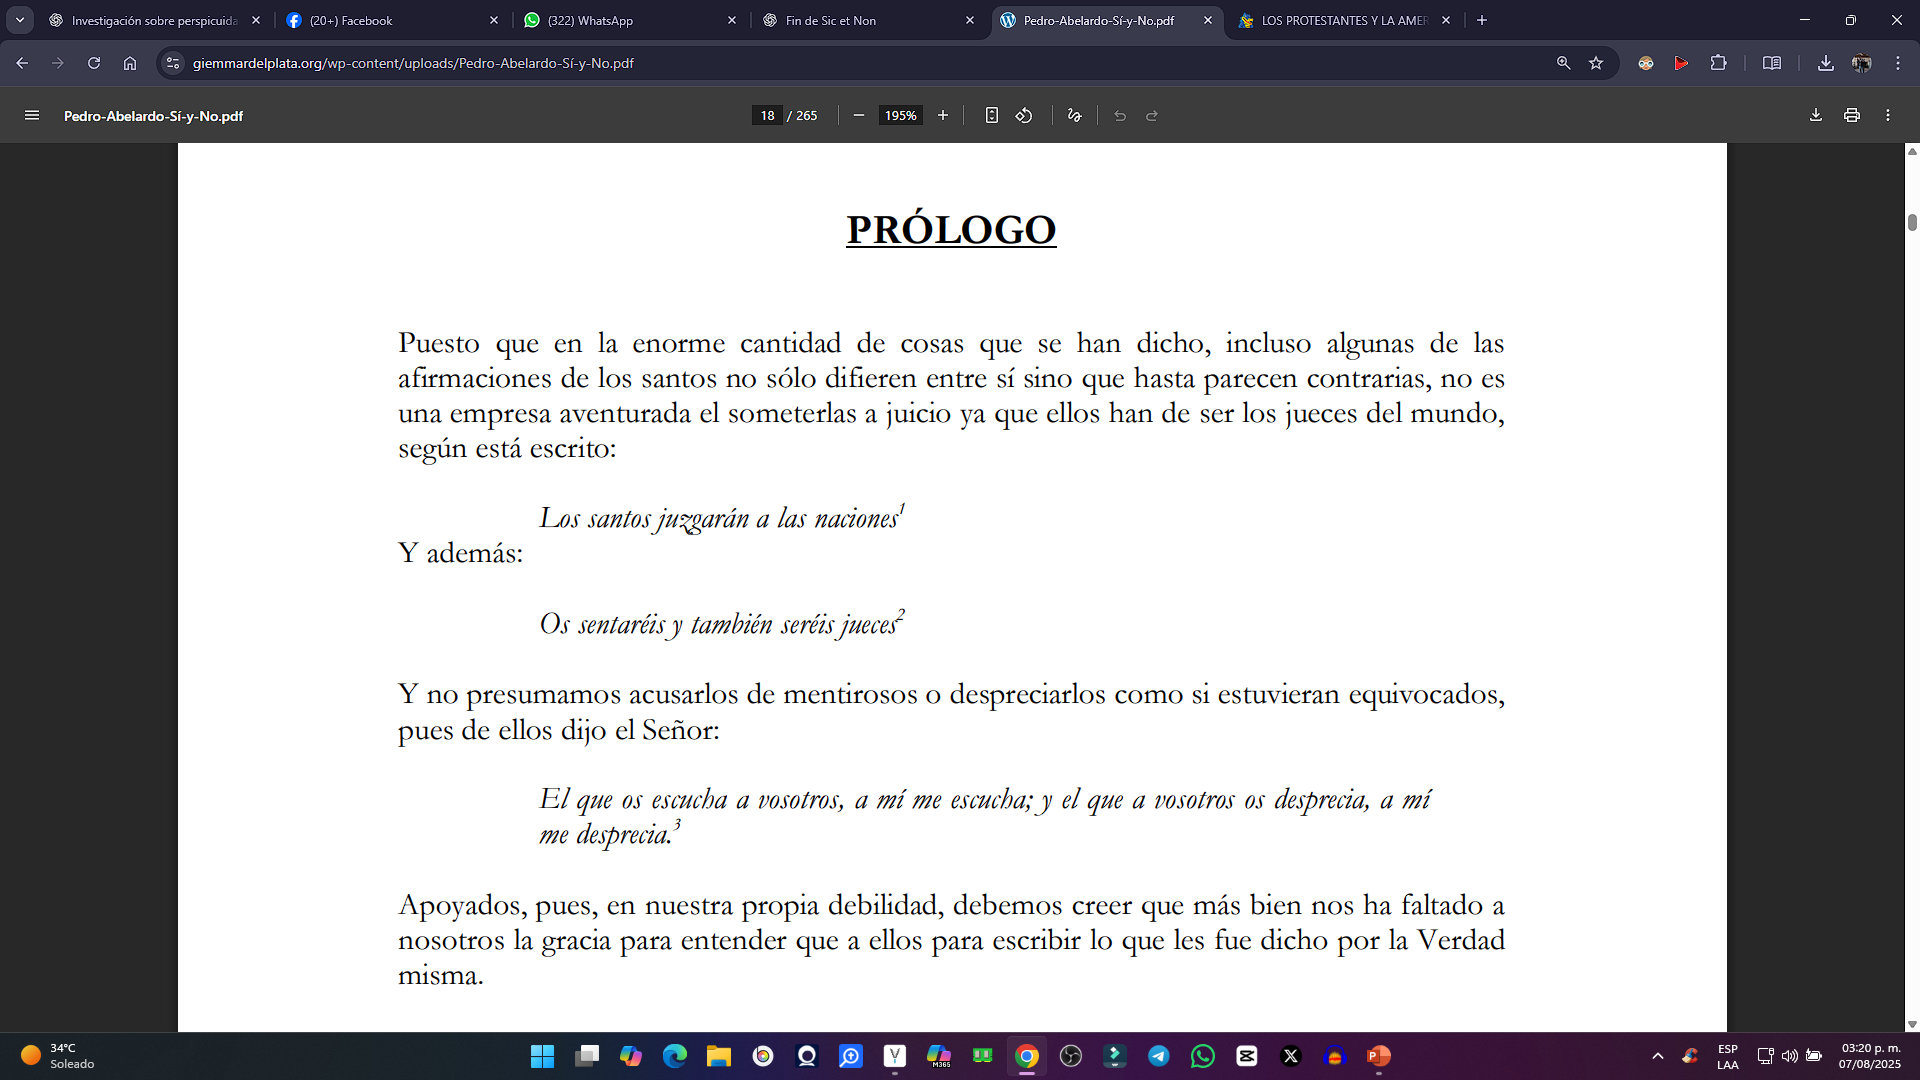 Investigación sobre perspicuida
(20+) Facebook
(322) WhatsApp
Fin de Sic et Non
Pedro-Abelardo-Sí-y-No.pdf
LOS PROTESTANTES Y LA AMER
giemmardelplata.org/wp-content/uploads/Pedro-Abelardo-Sí-y-No.pdf
Pedro-Abelardo-Sí-y-No.pdf
18 / 265
195%
PRÓLOGO
Puesto que en la enorme cantidad de cosas que se han dicho, incluso algunas de las
afirmaciones de los santos no sólo difieren entre sí sino que hasta parecen contrarias, no es
una empresa aventurada el someterlas a juicio ya que ellos han de ser los jueces del mundo,
según está escrito:
Los santos juzgarán a las naciones1
Y además:
Os sentaréis y también seréis jueces2
Y no presumamos acusarlos de mentirosos o despreciarlos como si estuvieran equivocados,
pues de ellos dijo el Señor:
El que os escucha a vosotros, a mí me escucha; y el que a vosotros os desprecia, a mí
me desprecia.3
Apoyados, pues, en nuestra propia debilidad, debemos creer que más bien nos ha faltado a
nosotros la gracia para entender que a ellos para escribir lo que les fue dicho por la Verdad
misma.
34°C
Soleado
M365
ESP
LAA
03:20 p. m.
07/08/2025